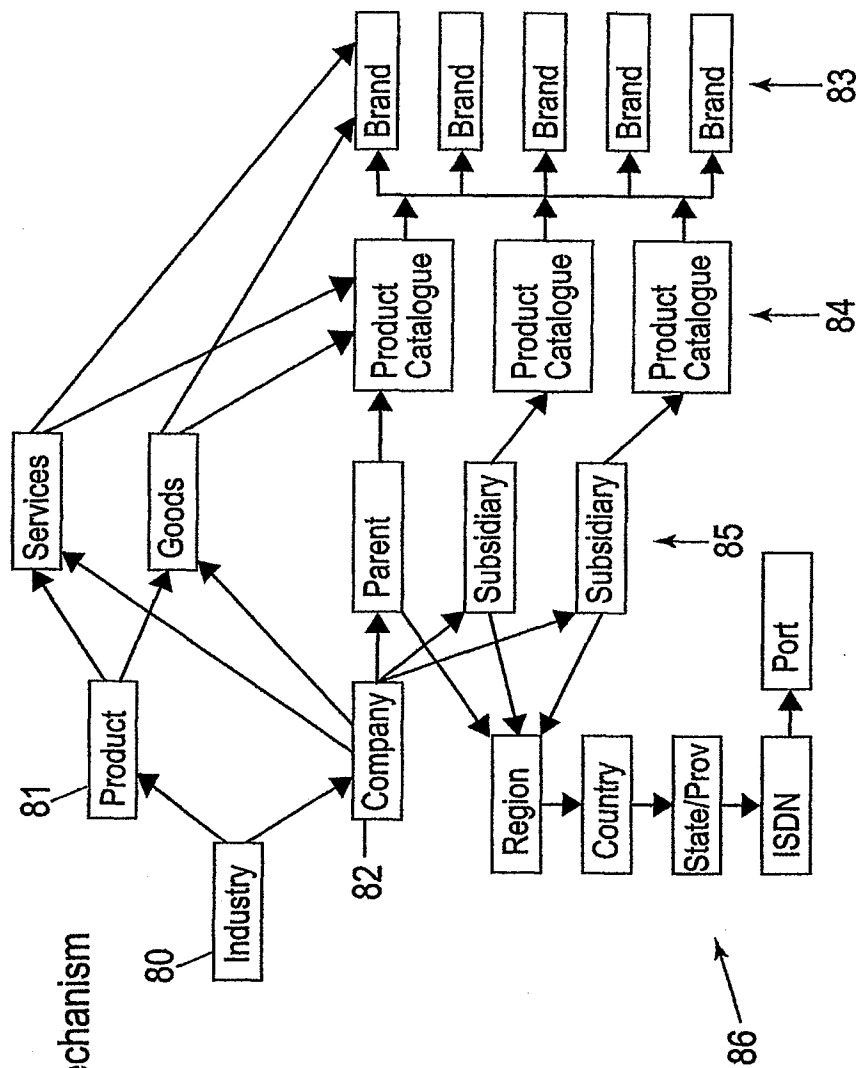 echanism
Services
81
Product
Goods
80
Industry
82
Company
Parent
Product
Catalogue
Brand
Brand
Subsidiary
Region
Product
Catalogue
Brand
Country
Subsidiary
Brand
State/Prov
Product
Catalogue
Brand
ISDN
Port
85
84
83
86